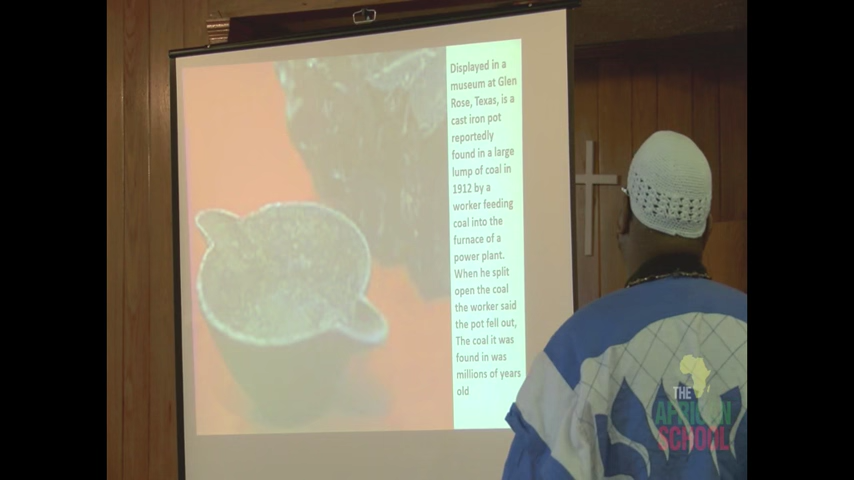 Displayed in a
museum at Glen
Rose, Texas, is a
cast iron pot
reportedly
found in a large
lump of coal in
1912 by a
worker feeding
coal into the
furnace of a
power plant.
When he split
open the coal
the worker said
the pot fell out,
The coal it was
found in was
millions of years
old
THE
AFRICAN
SCHOOL